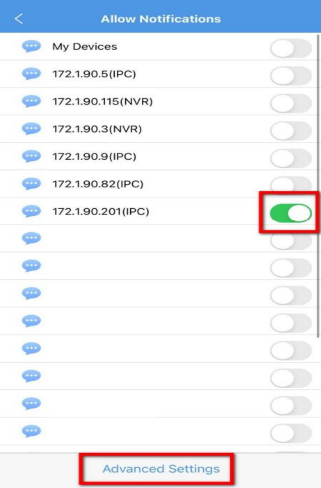 Allow Notifications
My Devices
172.1.90.5(IPC)
172.1.90.115(NVR)
172.1.90.3(NVR)
172.1.90.9(IPC)
172.1.90.82(IPC)
172.1.90.201(IPC)
Advanced Settings